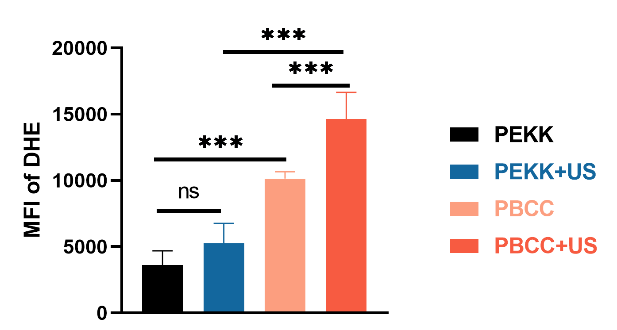 ***
20000
***
15000
***
ns
10000
5000
0
MFI of DHE
PEKK
PEKK+US
PBCC
PBCC+US